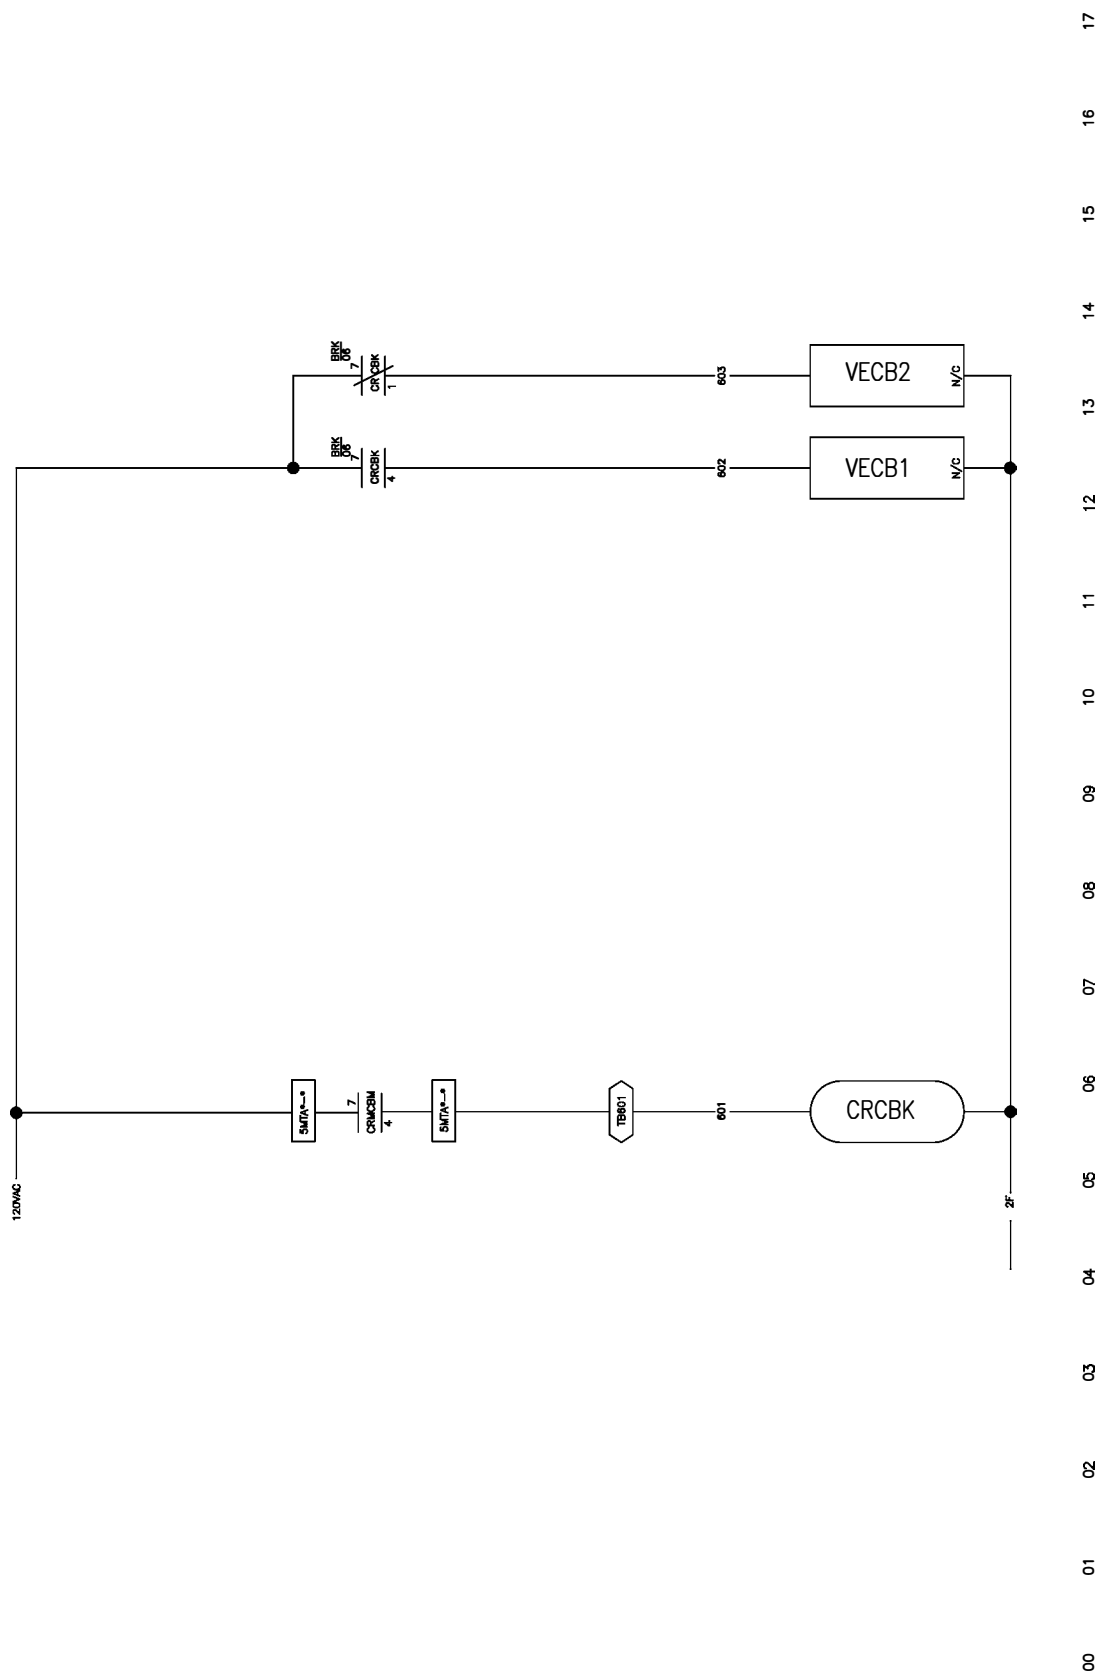 17
16
15
14
13
12
11
10
09
08
07
06
05
04
03
02
01
00
BRK
06
7
CRCBK
1
603
VECB2
N/C
BRK
06
7
CRCBK
4
602
VECB1
N/C
5MTA*-*
7
CRMCBM
4
5MTA*-*
TB601
601
CRCBK
120VAC
2F